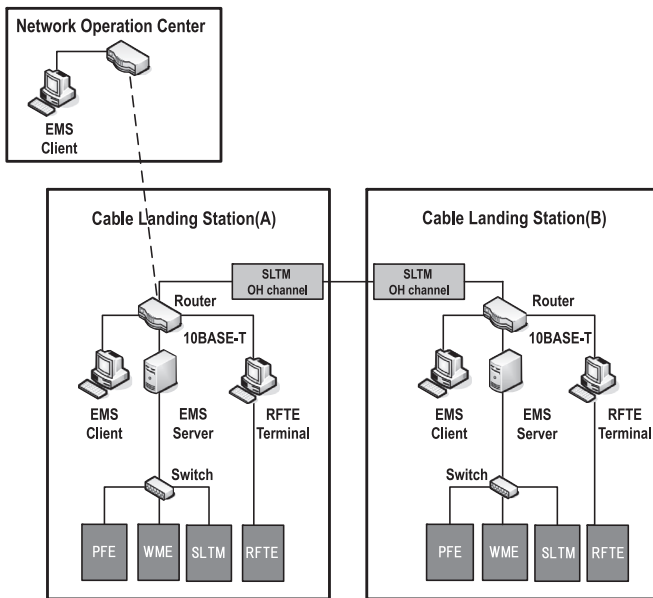 Network Operation Center
EMS
Client
Cable Landing Station(A)
SLTM
OH channel
Router
10BASE-T
EMS
Client
EMS
Server
RFTE
Terminal
Switch
PFE
WME
SLTM
RFTE
Cable Landing Station(B)
SLTM
OH channel
Router
10BASE-T
EMS
Client
EMS
Server
RFTE
Terminal
Switch
PFE
WME
SLTM
RFTE